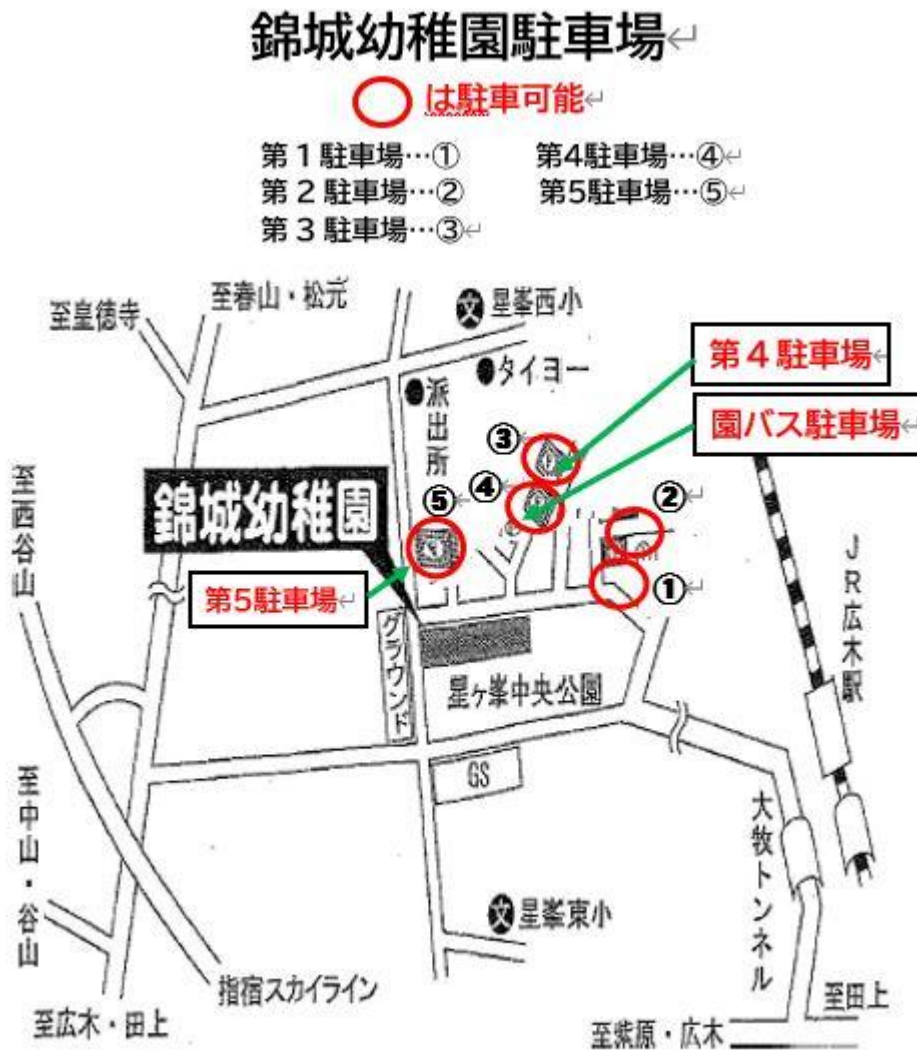 錦城幼稚園駐車場
は駐車可能
第1駐車場…① 第4駐車場…④
第2駐車場…② 第5駐車場…⑤
第3駐車場…③
至皇徳寺
至春山・松元
文 星峯西小
タイヨー
派出所
第4駐車場
園バス駐車場
③
④
②
⑤
①
錦城幼稚園
第5駐車場
至西谷山
グラウンド
星ヶ峯中央公園
JR広木駅
GS
至中山・谷山
大牧トンネル
文 星峯東小
指宿スカイライン
至広木・田上
至田上
至紫原・広木